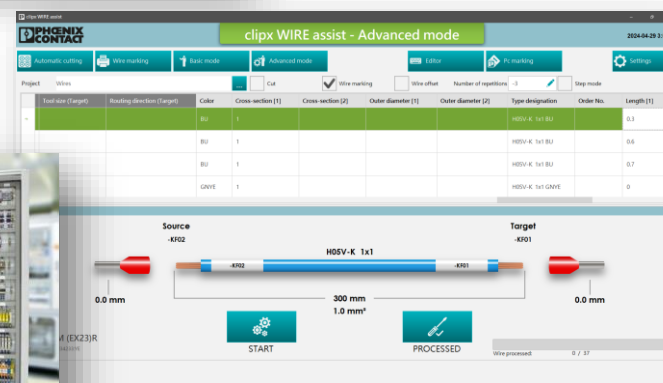 clipx WIRE assist
PHŒNIX
CONTACT
clipx WIRE assist - Advanced mode
2024-04-29 3:
Automatic cutting
Wire marking
Basic mode
Advanced mode
Editor
Pc marking
Settings
Project Wires ... Cut Wire marking Wire offset Number of repetitions -3 Step mode
Tool size (Target) Routing direction (Target) Color Cross-section [1] Cross-section [2] Outer diameter [1] Outer diameter [2] Type designation Order No. Length [1]
BU 1 H05V-K 1x1 BU 0.3
BU 1 H05V-K 1x1 BU 0.6
BU 1 H05V-K 1x1 BU 0.7
GNYE 1 H05V-K 1x1 GNYE 0
Source
-KF02
Target
-KF01
H05V-K 1x1
-KF02
-KF01
0.0 mm
300 mm
0.0 mm
1.0 mm²
M (EX23)R
START
PROCESSED
Wire processed: 0 / 37